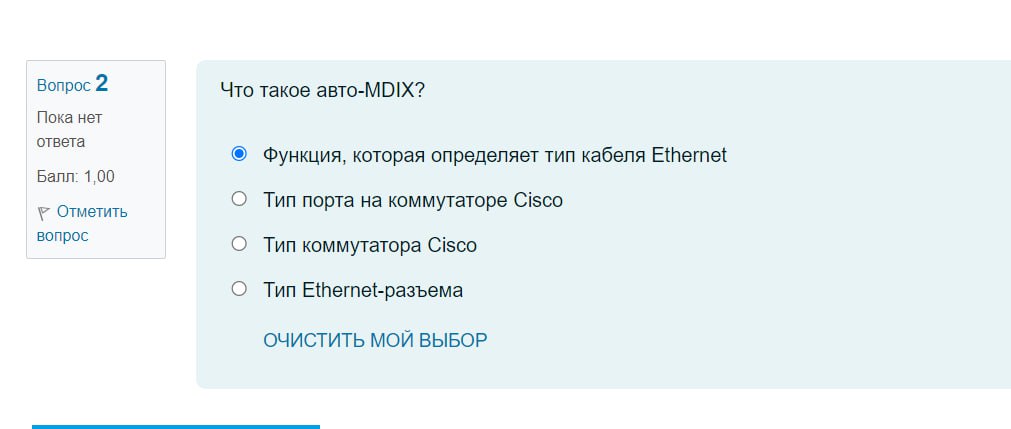 Вопрос 2
Пока нет
ответа
Балл: 1,00
Отметить
вопрос
Что такое авто-MDIX?
Функция, которая определяет тип кабеля Ethernet
Тип порта на коммутаторе Cisco
Тип коммутатора Cisco
Тип Ethernet-разъема
ОЧИСТИТЬ МОЙ ВЫБОР